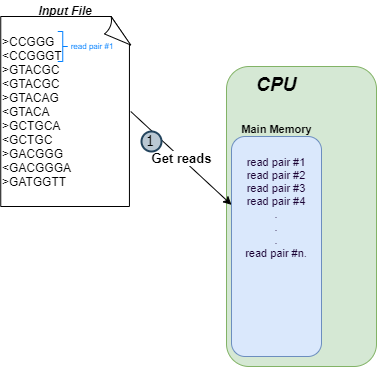 Input File
>CCGGG
<CCGGGT
read pair #1
>GTACGC
<GTACGC
>GTACAG
<GTACA
>GCTGCA
<GCTGC
>GACGGG
<GACGGGA
>GATGGTT
1
Get reads
CPU
Main Memory
read pair #1
read pair #2
read pair #3
read pair #4
.
.
.
read pair #n.